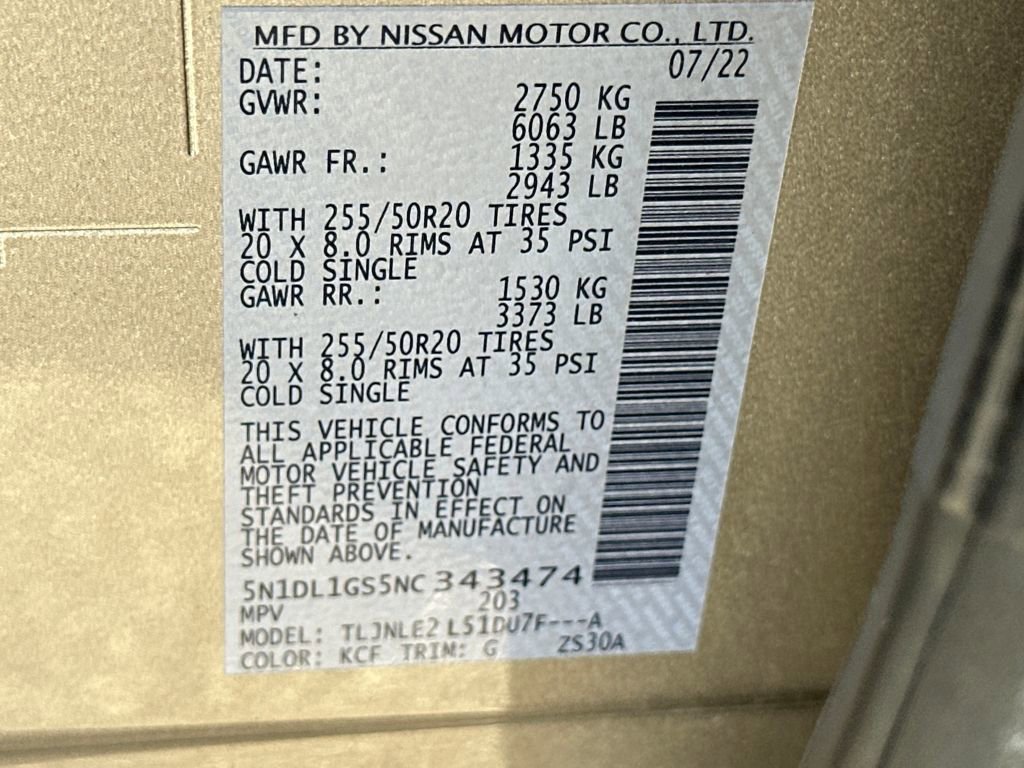 MFD BY NISSAN MOTOR CO., LTD.
DATE: 07/22
GVWR: 2750 KG
6063 LB
GAWR FR.: 1335 KG
2943 LB
WITH 255/50R20 TIRES
20 X 8.0 RIMS AT 35 PSI
COLD SINGLE
GAWR RR.: 1530 KG
3373 LB
WITH 255/50R20 TIRES
20 X 8.0 RIMS AT 35 PSI
COLD SINGLE
THIS VEHICLE CONFORMS TO
ALL APPLICABLE FEDERAL
MOTOR VEHICLE SAFETY AND
THEFT PREVENTION
STANDARDS IN EFFECT ON
THE DATE OF MANUFACTURE
SHOWN ABOVE.
5N1DL1GS5NC343474
MPV 203
MODEL: TLJNLE2 L51DU7F---A
COLOR: KCF TRIM: G ZS30A